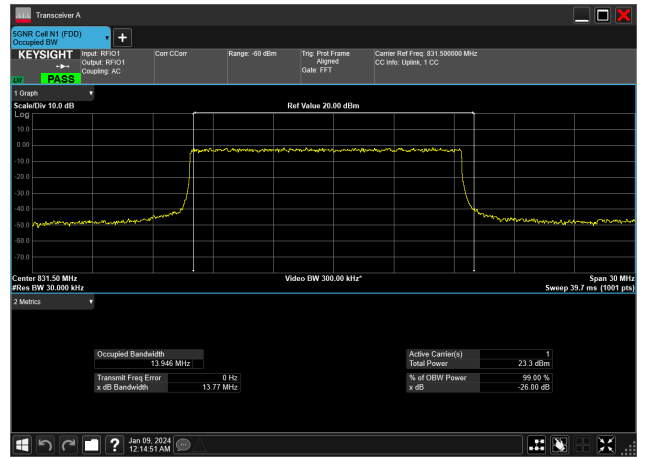 Transceiver A
5GNR Cell N1 (FDD)
Occupied BW
KEYSIGHT
LV PASS
Input: RFIO1
Output: RFIO1
Coupling: AC
Corr CCorr
Range: -60 dBm
Trig: Prot Frame
Aligned
Gate: FFT
Carrier Ref Freq: 831.500000 MHz
CC Info: Uplink, 1 CC
1 Graph
Scale/Div 10.0 dB
Ref Value 20.00 dBm
Log
10.0
0.00
-10.0
-20.0
-30.0
-40.0
-50.0
-60.0
-70.0
Center 831.50 MHz
Video BW 300.00 kHz*
Span 30 MHz
#Res BW 30.000 kHz
Sweep 39.7 ms (1001 pts)
2 Metrics
Occupied Bandwidth
13.946 MHz
Active Carrier(s) 1
Total Power 23.3 dBm
Transmit Freq Error 0 Hz
x dB Bandwidth 13.77 MHz
% of OBW Power 99.00 %
x dB -26.00 dB
?
Jan 09, 2024
12:14:51 AM